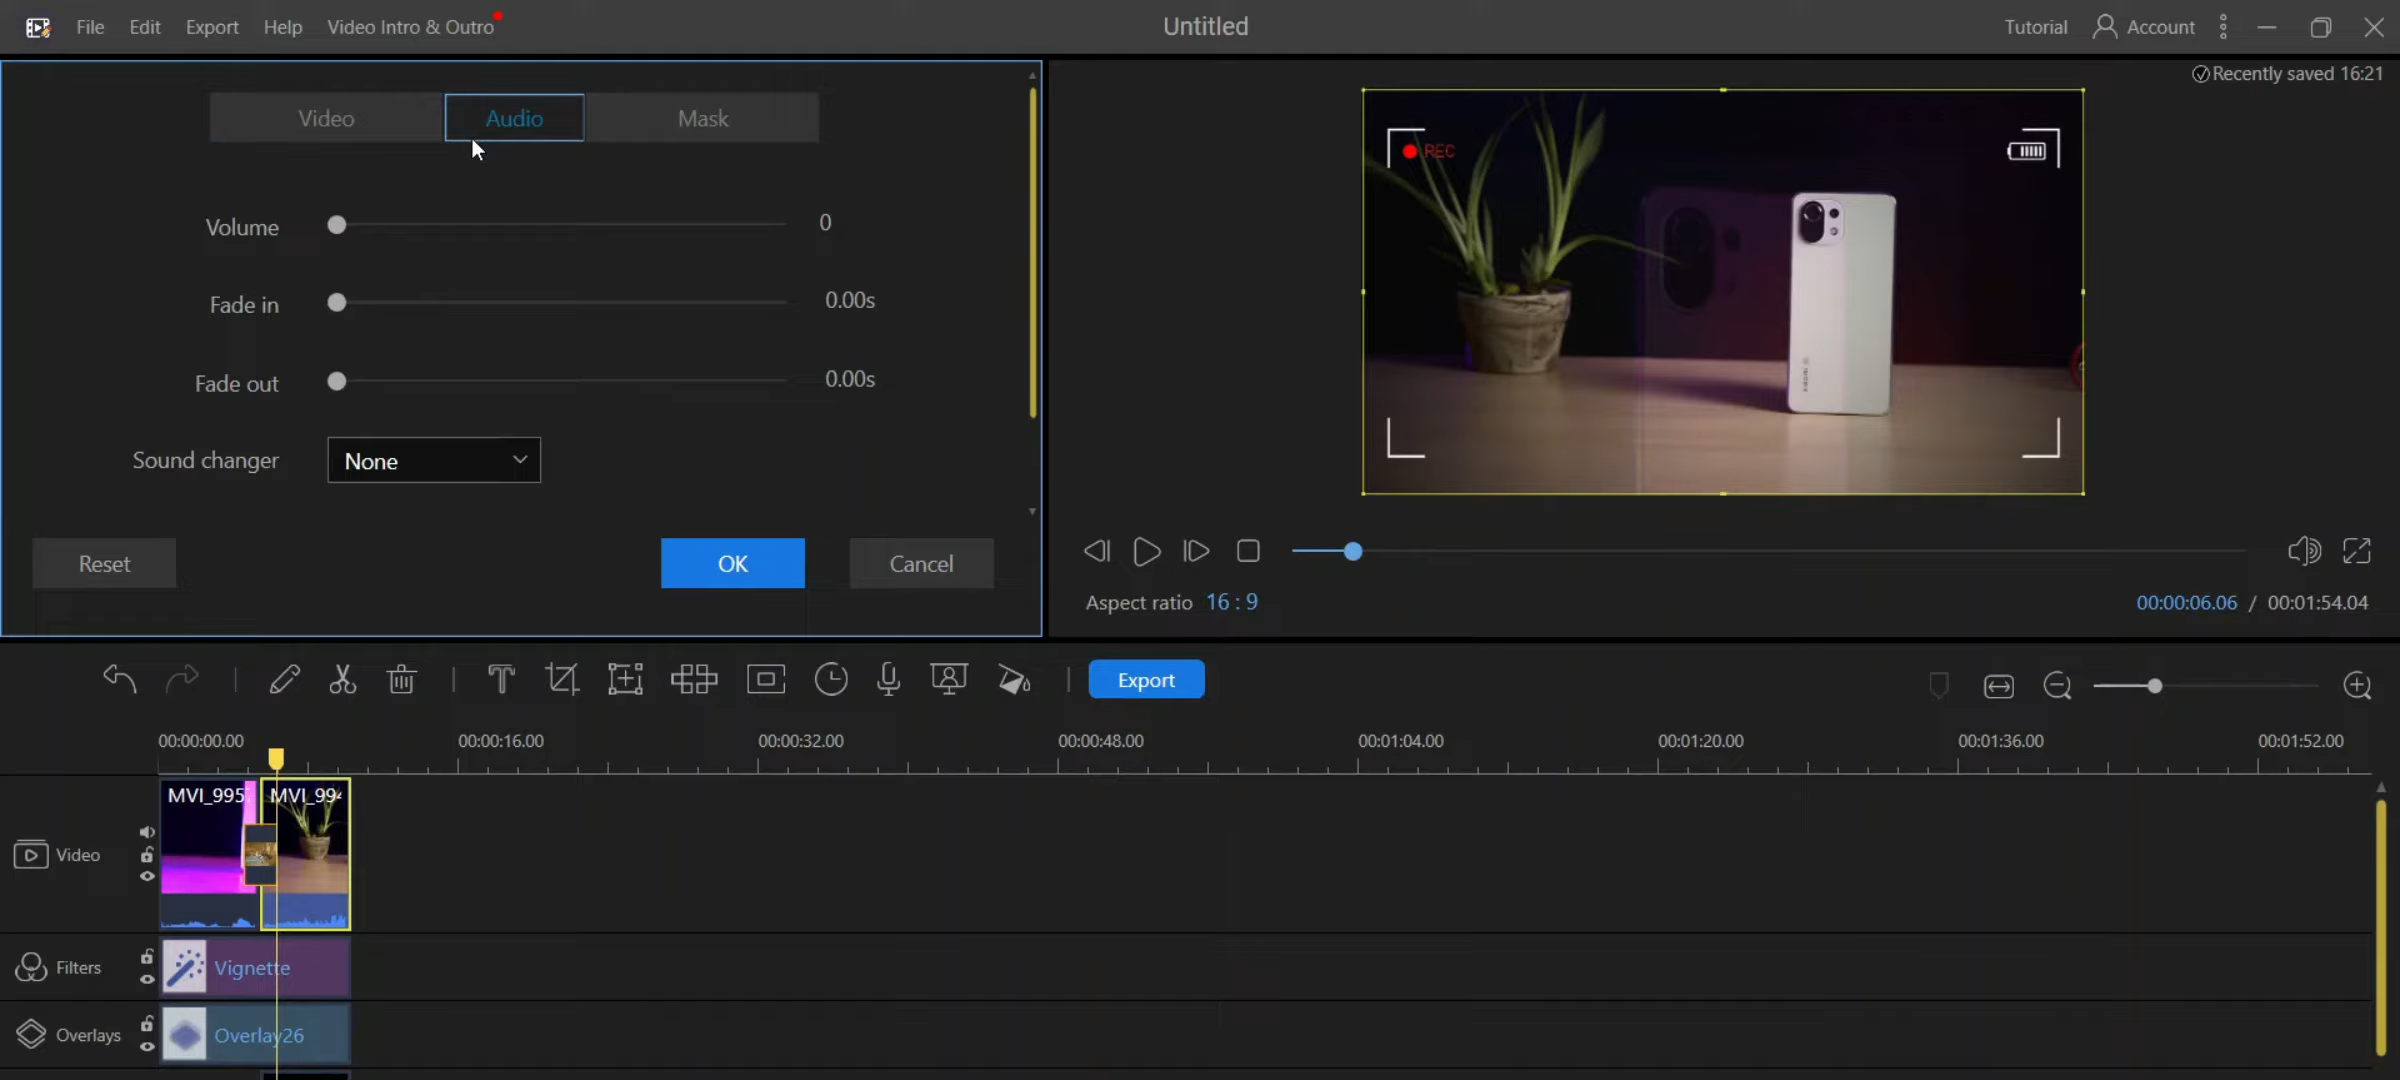 File Edit Export Help Video Intro & Outro Untitled Tutorial Account
Recently saved 16:21
Video Audio Mask
Volume 0
Fade in 0.00s
Fade out 0.00s
Sound changer None
Reset OK Cancel
REC
XIAOMI
Aspect ratio 16 : 9 00:00:06.06 / 00:01:54.04
Export
00:00:00.00 00:00:16.00 00:00:32.00 00:00:48.00 00:01:04.00 00:01:20.00 00:01:36.00 00:01:52.00
MVI_995 MVI_994
Video
Filters Vignette
Overlays Overlay26